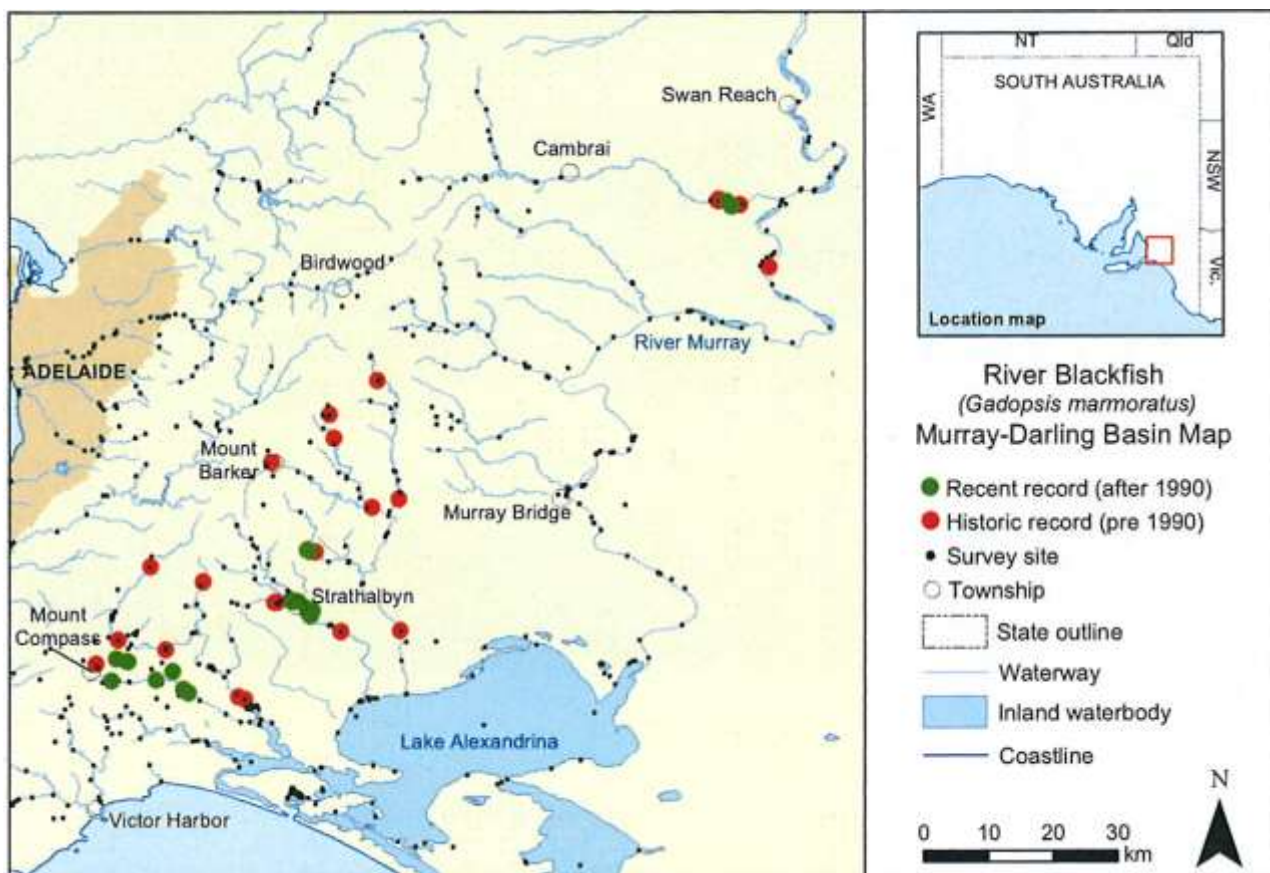 Swan Reach
Cambrai
Birdwood
River Murray
ADELAIDE
Mount
Barker
Murray Bridge
Strathalbyn
Mount
Compass
Lake Alexandrina
Victor Harbor
NT
Qld
SOUTH AUSTRALIA
WA
NSW
Vic.
Location map
River Blackfish
(Gadopsis marmoratus)
Murray-Darling Basin Map
Recent record (after 1990)
Historic record (pre 1990)
Survey site
Township
State outline
Waterway
Inland waterbody
Coastline
N
0 10 20 30
km